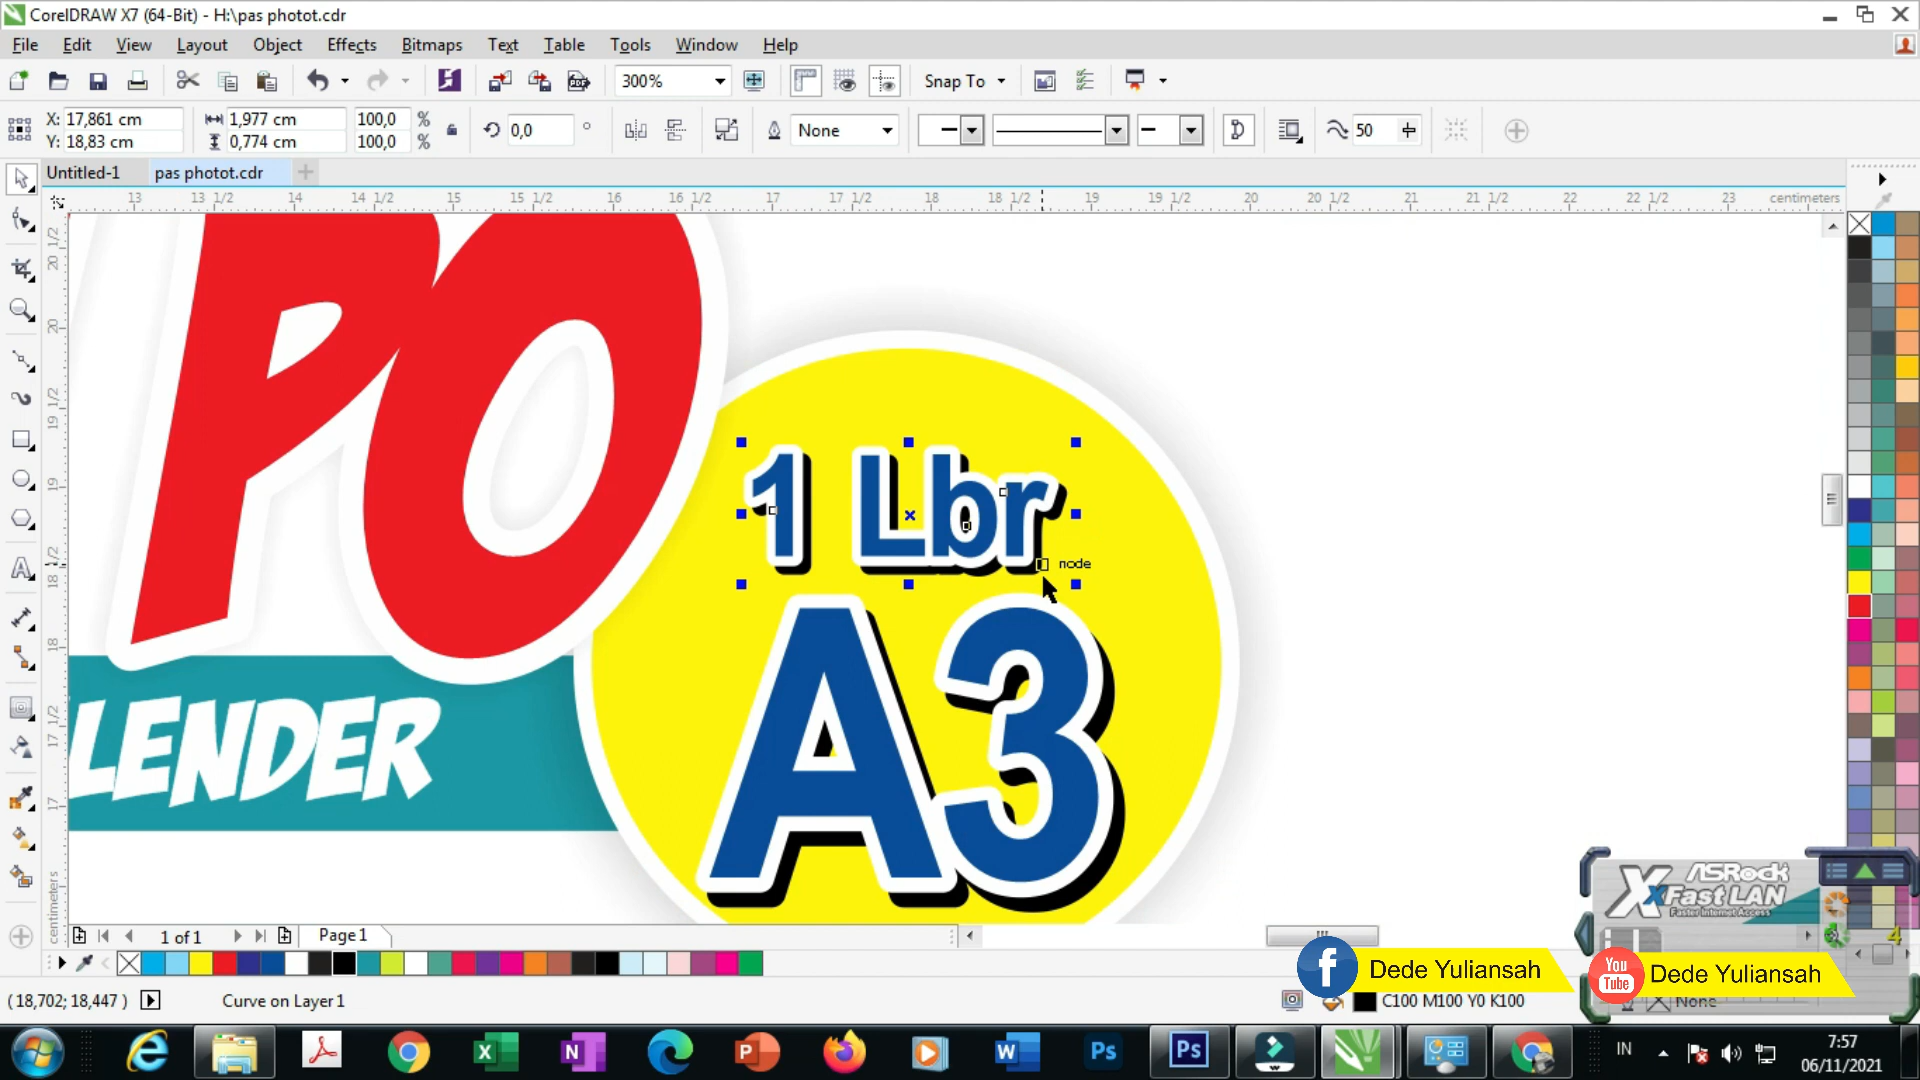 CorelDRAW X7 (64-Bit) - H:\pas photot.cdr
File Edit View Layout Object Effects Bitmaps Text Table Tools Window Help
300% Snap To
X: 17,861 cm 1,977 cm 100,0 % 0,0 ° None 50
Y: 18,83 cm 0,774 cm 100,0 %
Untitled-1 pas photot.cdr
13 13 1/2 14 14 1/2 15 15 1/2 16 16 1/2 17 17 1/2 18 18 1/2 19 19 1/2 20 20 1/2 21 21 1/2 22 22 1/2 23 centimeters
PO
1 Lbr
node
A3
LENDER
centimeters
1 of 1 Page 1
ASRock
XFast LAN
Faster Internet Access
4
Dede Yuliansah
You Tube
Dede Yuliansah
(18,702; 18,447 ) Curve on Layer 1 C100 M100 Y0 K100 None
IN 7:57
06/11/2021